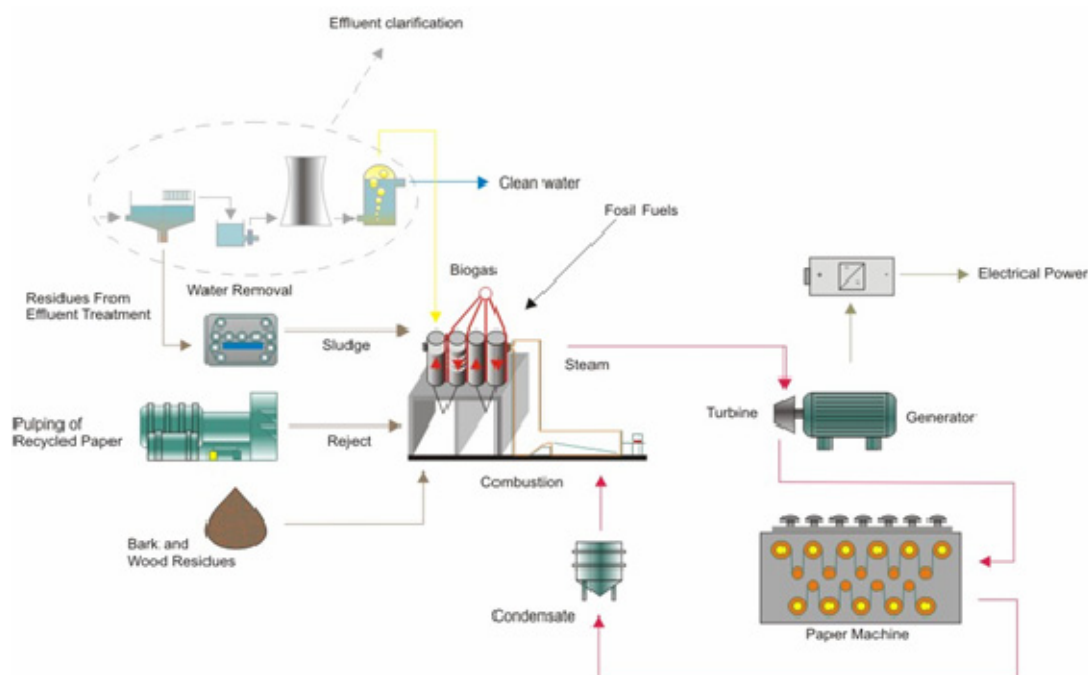 Effluent clarification
Clean water
Fosil Fuels
Biogas
Electrical Power
Water Removal
Residues From
Effluent Treatment
Sludge
Steam
Turbine
Generator
Pulping of
Recycled Paper
Reject
Combustion
Bark and
Wood Residues
Condensate
Paper Machine